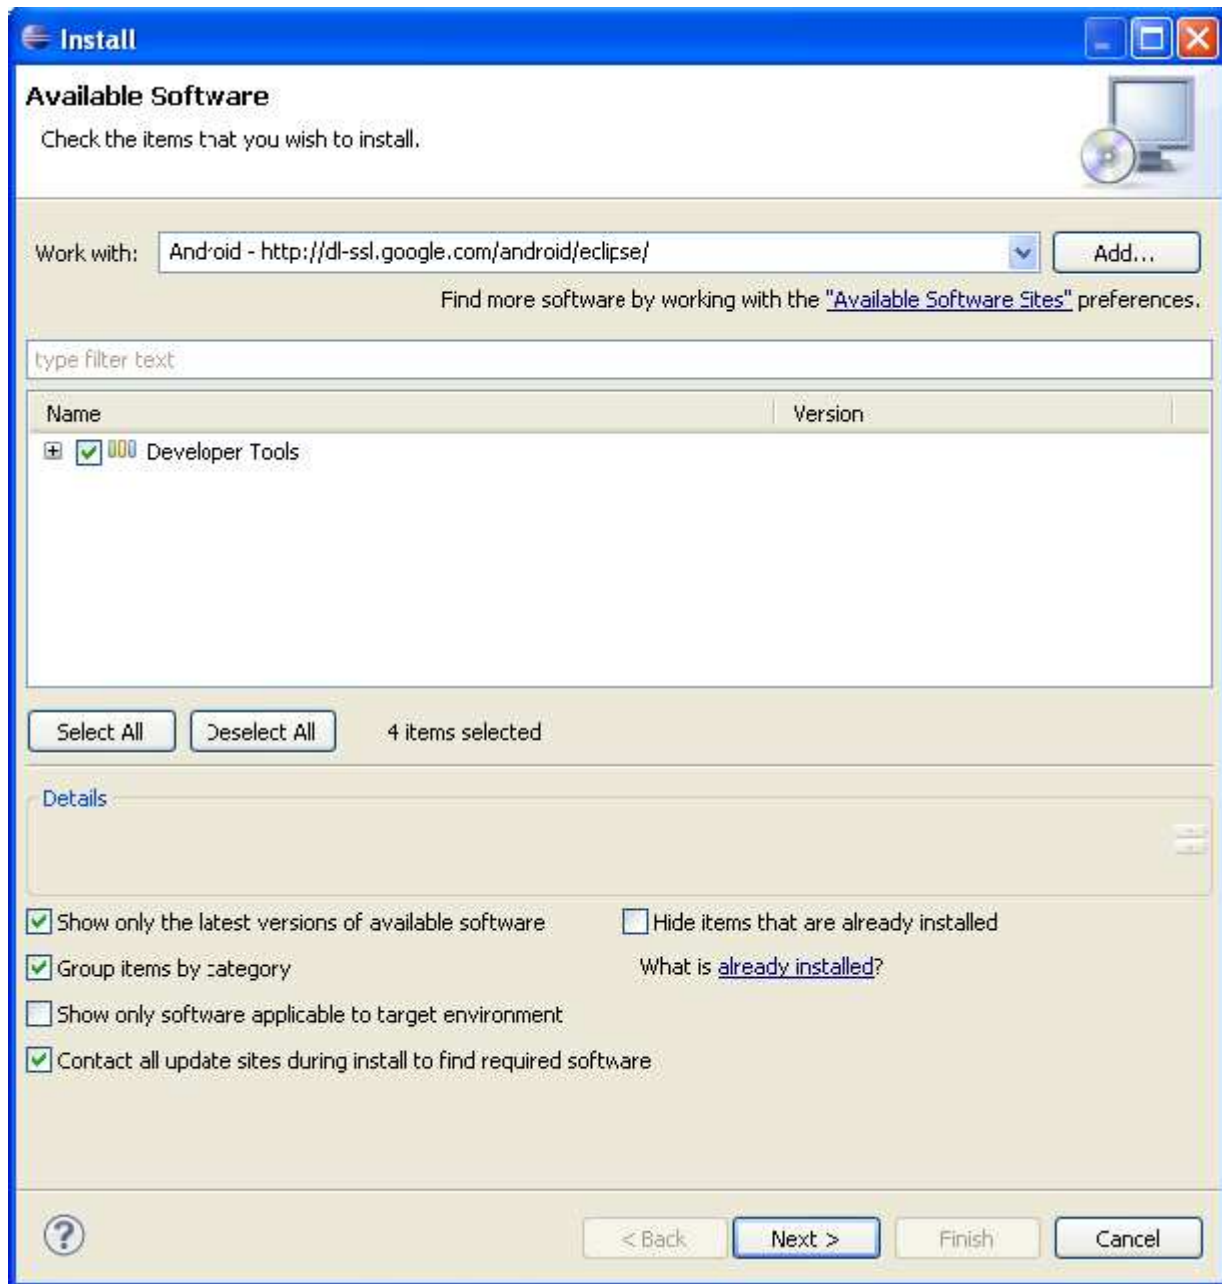 Install
Available Software
Check the items that you wish to install.
Work with: Android - http://dl-ssl.google.com/android/eclipse/ Add...
Find more software by working with the "Available Software Sites" preferences.
type filter text
Name Version
Developer Tools
Select All Deselect All 4 items selected
Details
Show only the latest versions of available software Hide items that are already installed
Group items by category What is already installed?
Show only software applicable to target environment
Contact all update sites during install to find required software
? < Back Next > Finish Cancel